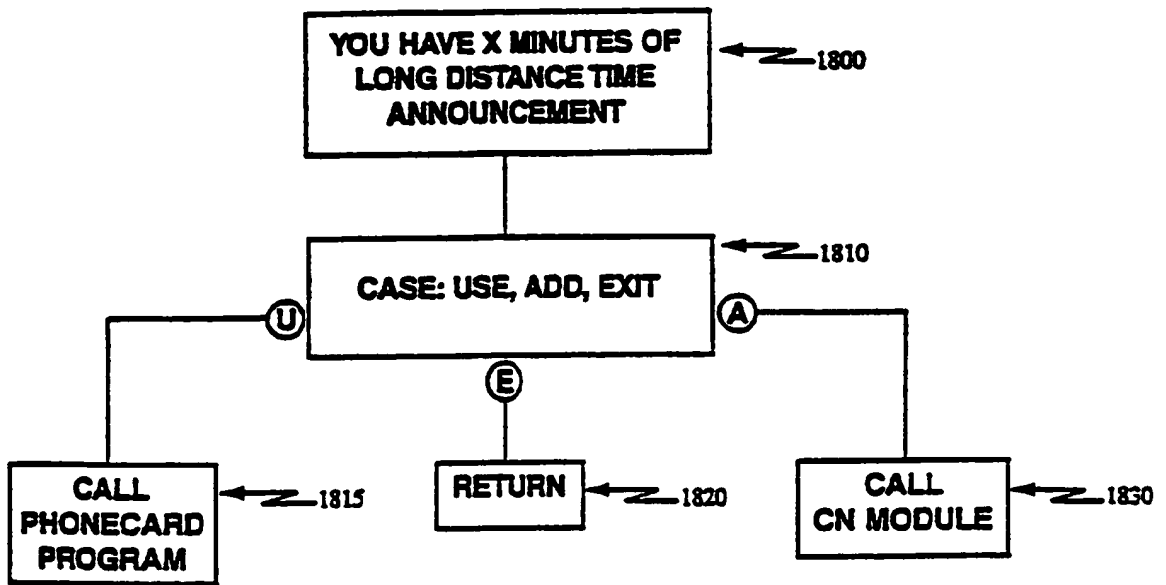 YOU HAVE X MINUTES OF
LONG DISTANCE TIME
ANNOUNCEMENT
1800
CASE: USE, ADD, EXIT
1810
U
A
E
CALL
PHONECARD
PROGRAM
1815
RETURN
1820
CALL
CN MODULE
1830